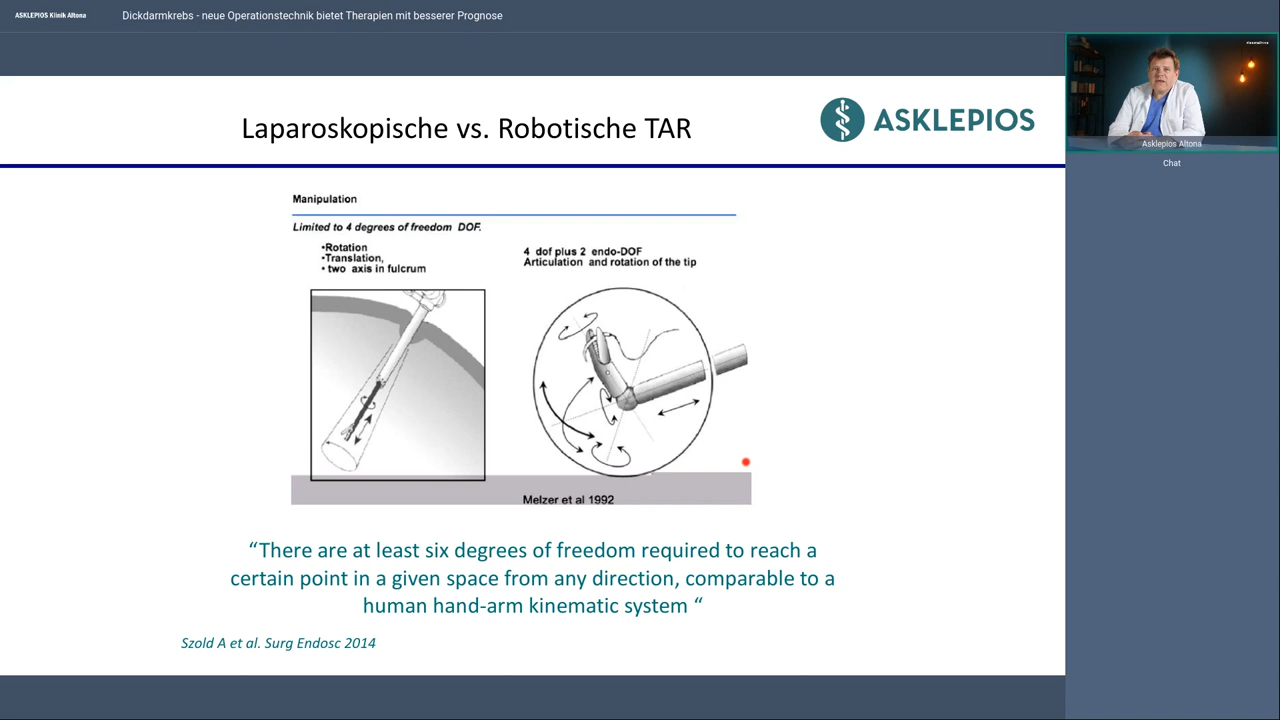 ASKLEPIOS Klinik Altona
Dickdarmkrebs - neue Operationstechnik bietet Therapien mit besserer Prognose
Laparoskopische vs. Robotische TAR
ASKLEPIOS
Asklepios Altona
Chat
Manipulation
Limited to 4 degrees of freedom DOF.
•Rotation
•Translation,
• two axis in fulcrum
4 dof plus 2 endo-DOF
Articulation and rotation of the tip
Melzer et al 1992
“There are at least six degrees of freedom required to reach a
certain point in a given space from any direction, comparable to a
human hand-arm kinematic system “
Szold A et al. Surg Endosc 2014